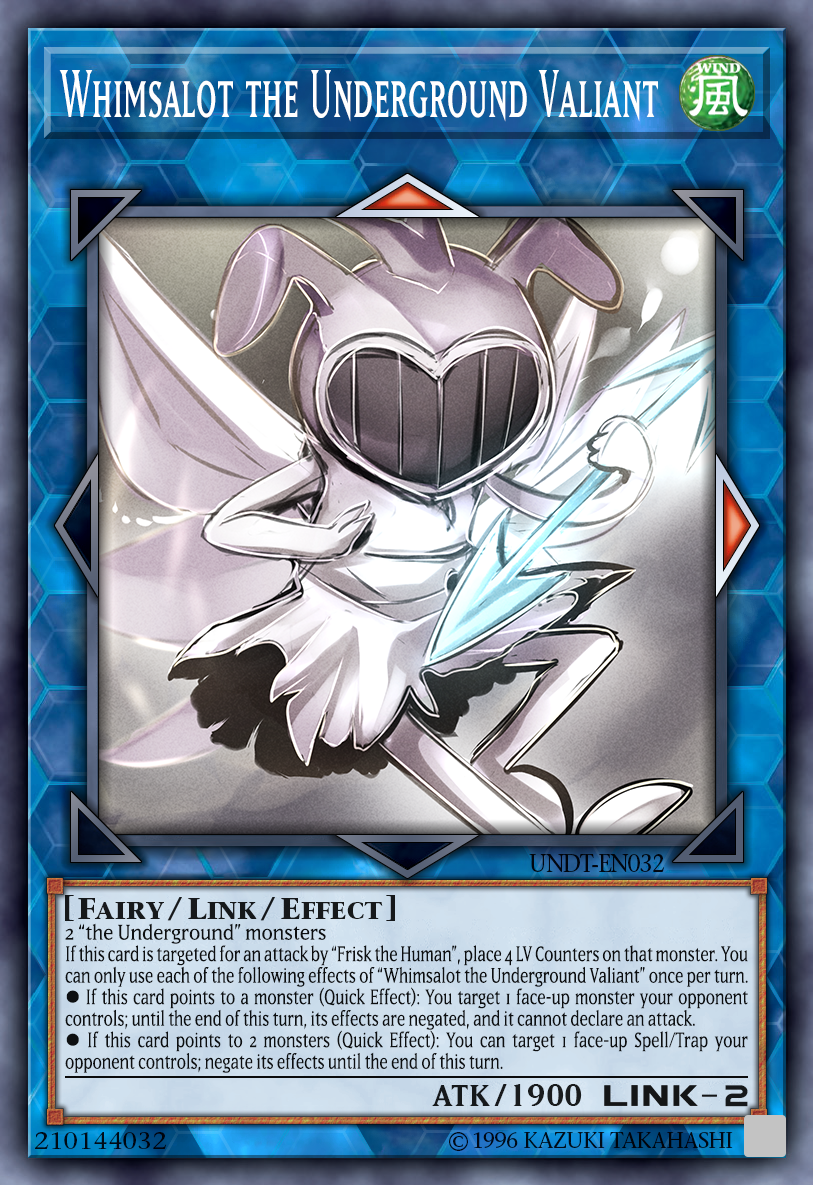 Whimsalot the Underground Valiant
WIND
風
UNDT-EN032
[Fairy/Link/Effect]
2 “the Underground” monsters
If this card is targeted for an attack by “Frisk the Human”, place 4 LV Counters on that monster. You
can only use each of the following effects of “Whimsalot the Underground Valiant” once per turn.
● If this card points to a monster (Quick Effect): You target 1 face-up monster your opponent
controls; until the end of this turn, its effects are negated, and it cannot declare an attack.
● If this card points to 2 monsters (Quick Effect): You can target 1 face-up Spell/Trap your
opponent controls; negate its effects until the end of this turn.
ATK/1900 LINK-2
210144032 © 1996 KAZUKI TAKAHASHI